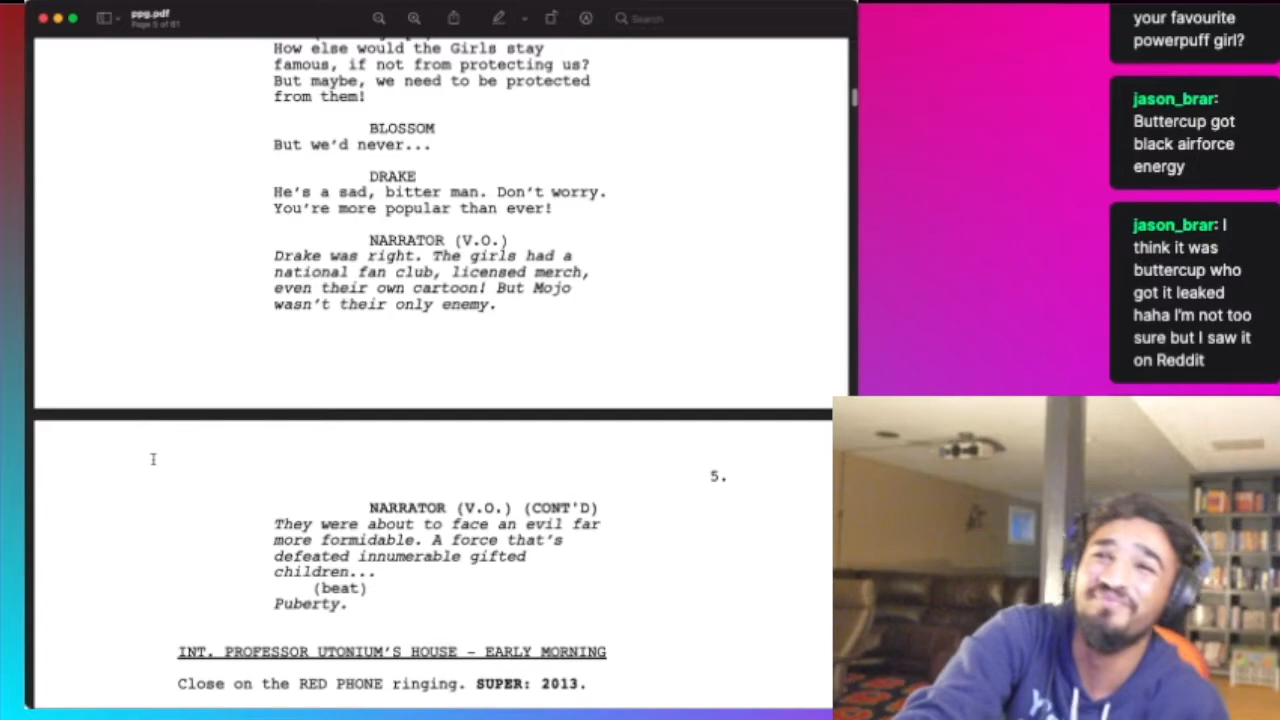 ppg.pdf
Page 5 of 61
Search
How else would the Girls stay
famous, if not from protecting us?
But maybe, we need to be protected
from them!
BLOSSOM
But we'd never...
DRAKE
He's a sad, bitter man. Don't worry.
You're more popular than ever!
NARRATOR (V.O.)
Drake was right. The girls had a
national fan club, licensed merch,
even their own cartoon! But Mojo
wasn't their only enemy.
5.
NARRATOR (V.O.) (CONT'D)
They were about to face an evil far
more formidable. A force that's
defeated innumerable gifted
children...
(beat)
Puberty.
INT. PROFESSOR UTONIUM'S HOUSE - EARLY MORNING
Close on the RED PHONE ringing. SUPER: 2013.
your favourite
powerpuff girl?
jason_brar:
Buttercup got
black airforce
energy
jason_brar: I
think it was
buttercup who
got it leaked
haha I'm not too
sure but I saw it
on Reddit